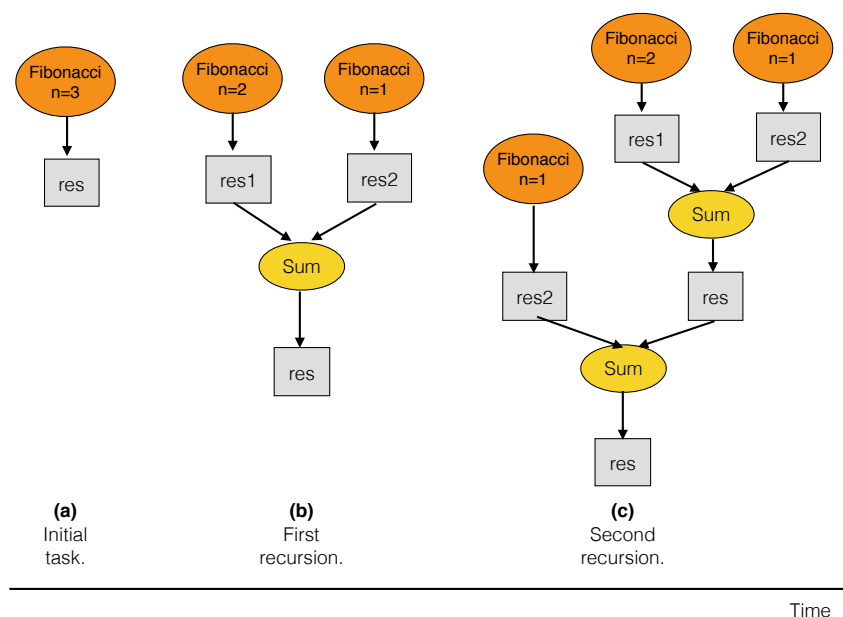 Fibonacci
n=3
res
(a)
Initial
task.
Fibonacci
n=2
Fibonacci
n=1
res1
res2
Sum
res
(b)
First
recursion.
Fibonacci
n=2
Fibonacci
n=1
res1
res2
Fibonacci
n=1
Sum
res2
res
Sum
res
(c)
Second
recursion.
Time